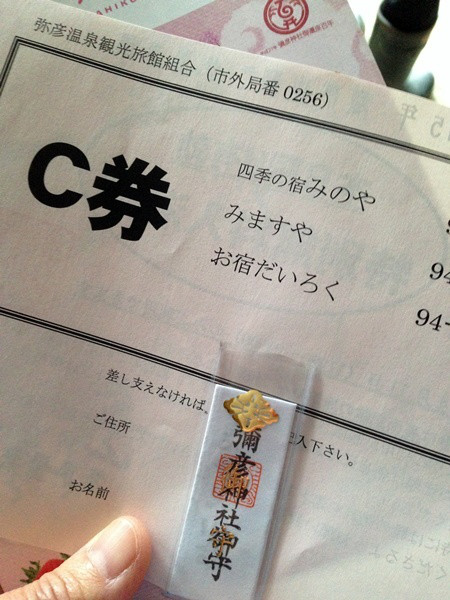 弥彦温泉観光旅館組合（市外局番 0256）
C券
四季の宿みのや
みますや
お宿だいろく
9
94
94-
差し支えなければ、
記入下さい。
ご住所
お名前
彌彦神社御守